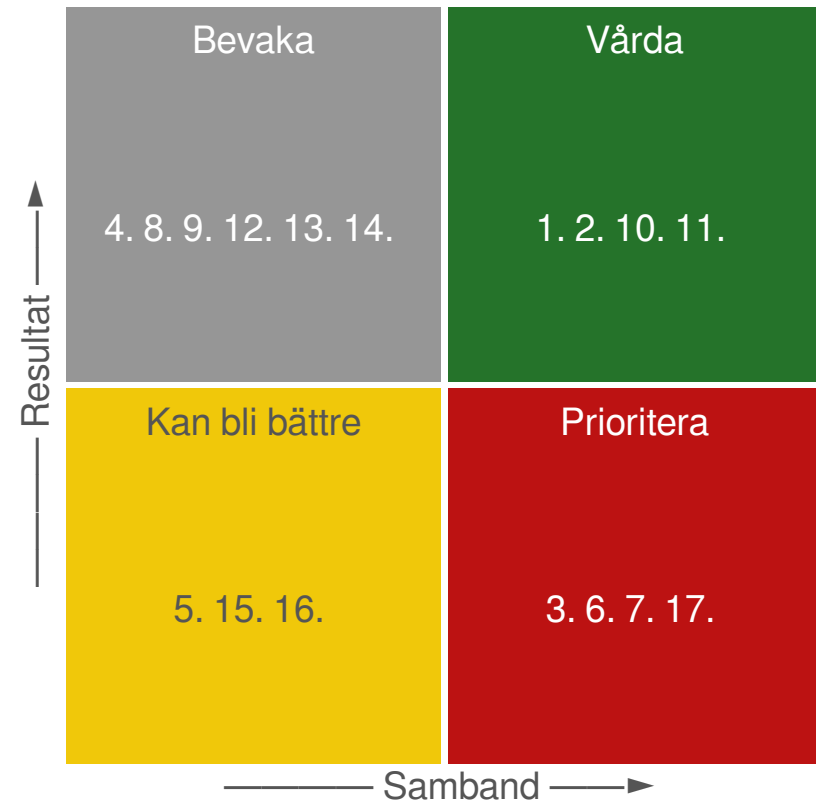 Bevaka
4. 8. 9. 12. 13. 14.
Vårda
1. 2. 10. 11.
Resultat
Kan bli bättre
5. 15. 16.
Prioritera
3. 6. 7. 17.
Samband